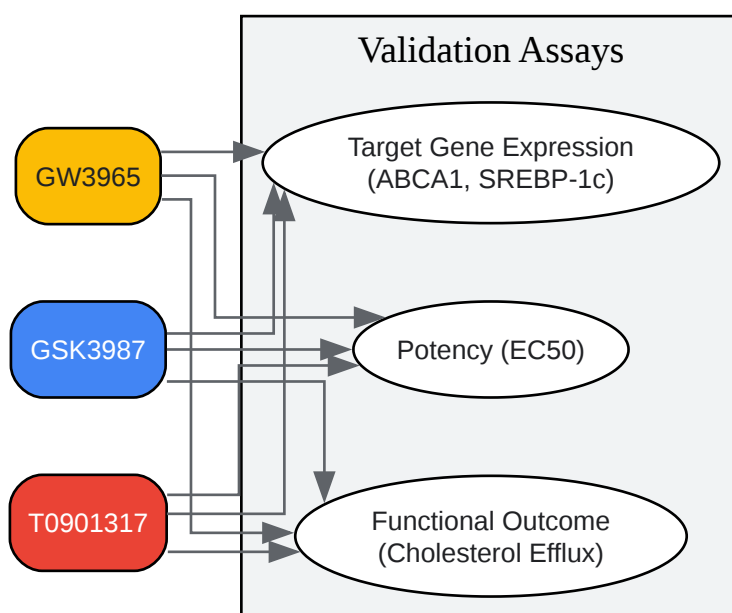 Validation Assays
GW3965
Target Gene Expression
(ABCA1, SREBP-1c)
GSK3987
Potency (EC50)
T0901317
Functional Outcome
(Cholesterol Efflux)